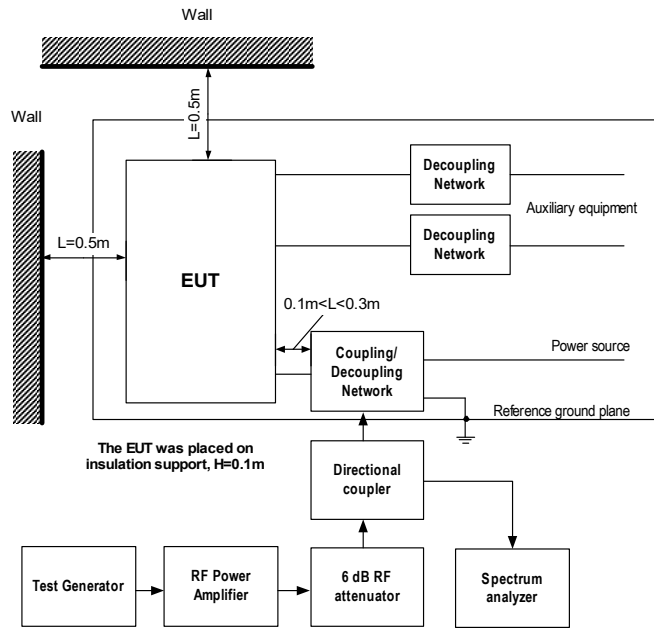 Wall
Wall
L=0.5m
L=0.5m
EUT
Decoupling
Network
Auxiliary equipment
Decoupling
Network
0.1m<L<0.3m
Coupling/
Decoupling
Network
Power source
Reference ground plane
The EUT was placed on
insulation support, H=0.1m
Directional
coupler
Test Generator
RF Power
Amplifier
6 dB RF
attenuator
Spectrum
analyzer